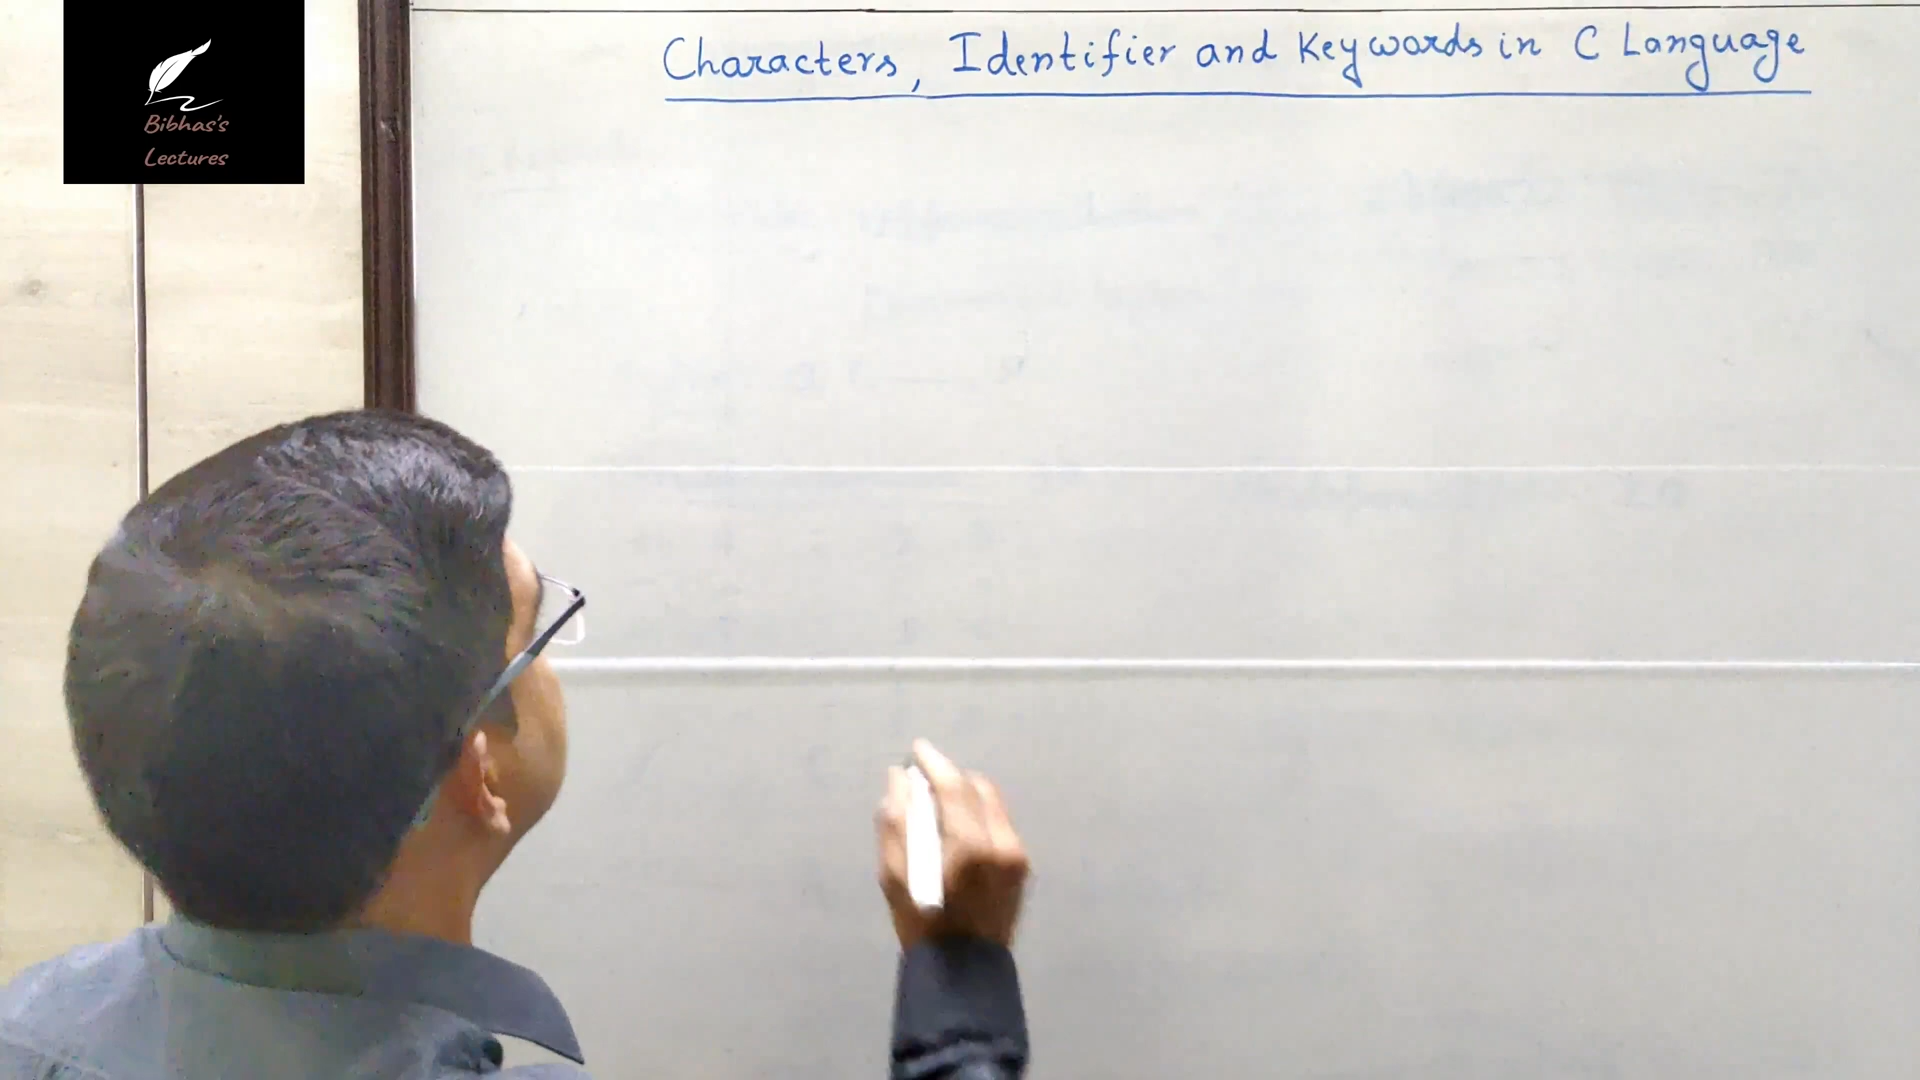 Bibhas's
Lectures
Characters, Identifier and Keywords in C Language